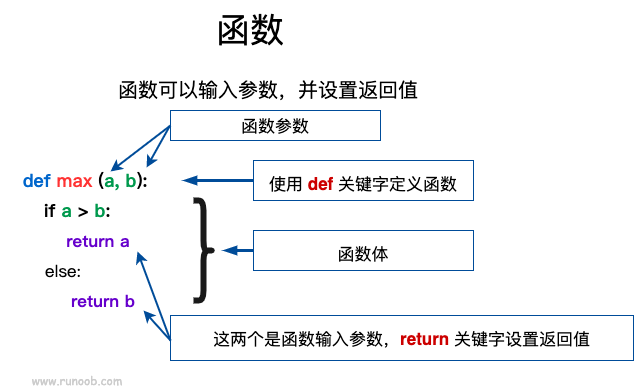 函数
函数可以输入参数，并设置返回值
函数参数
def max (a, b):
使用 def 关键字定义函数
if a > b:
return a
函数体
else:
return b
这两个是函数输入参数，return 关键字设置返回值
www.runoob.com